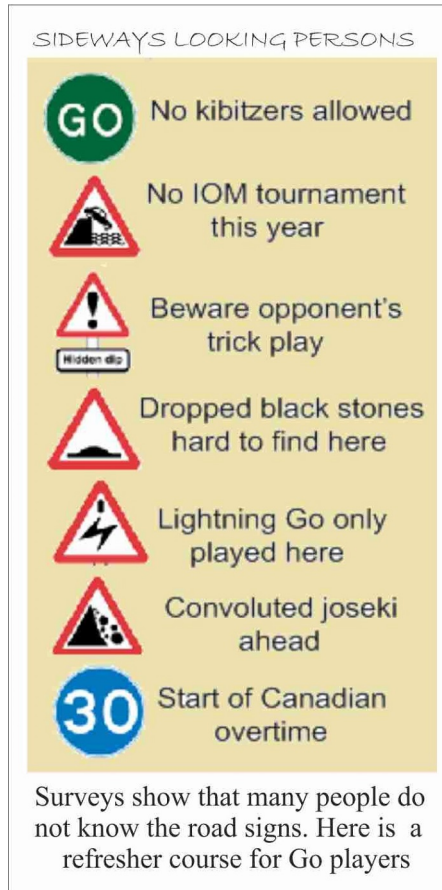 SIDEWAYS LOOKING PERSONS
GO
No kibitzers allowed
No IOM tournament
this year
Beware opponent's
trick play
Hidden dip
Dropped black stones
hard to find here
Lightning Go only
played here
Convoluted joseki
ahead
30
Start of Canadian
overtime
Surveys show that many people do
not know the road signs. Here is a
refresher course for Go players